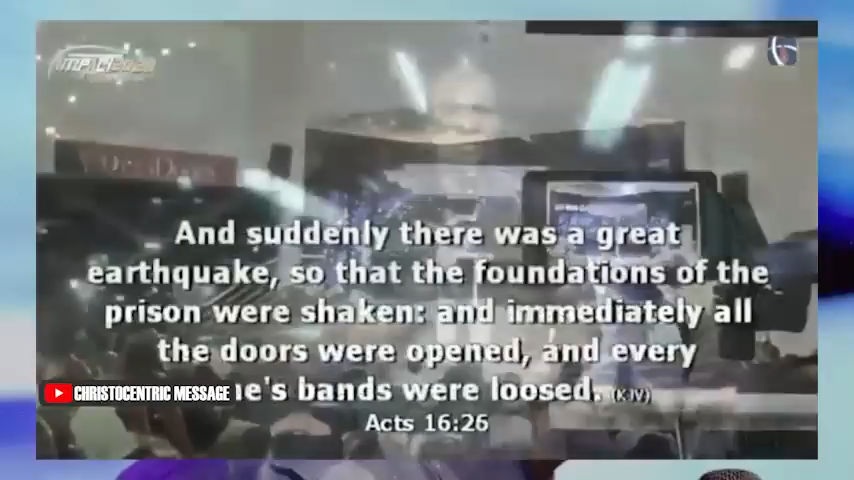 And suddenly there was a great
earthquake, so that the foundations of the
prison were shaken: and immediately all
the doors were opened, and every
ne's bands were loosed. (KJV)
CHRISTOCENTRIC MESSAGE
Acts 16:26